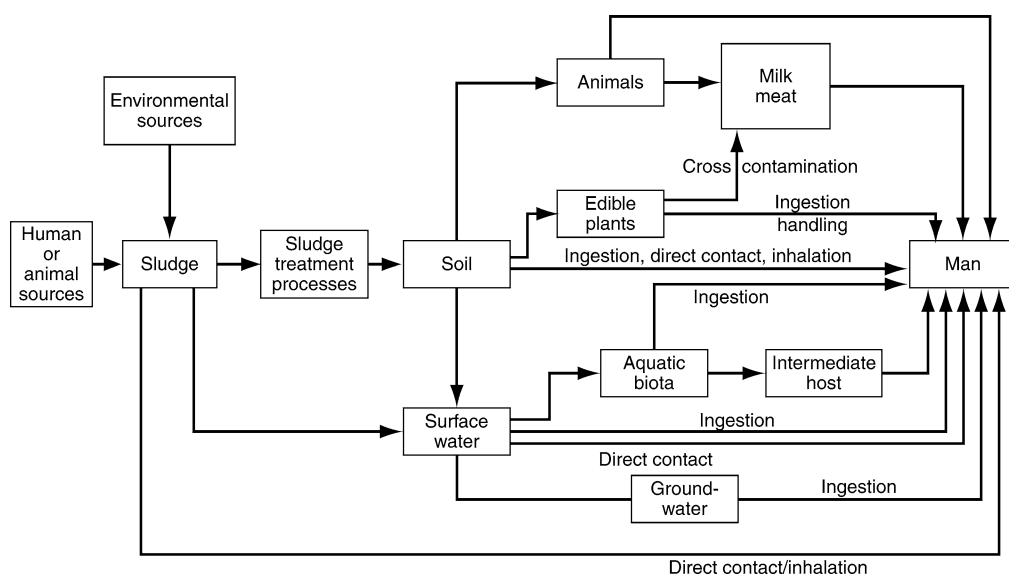 Environmental
sources
Human
or
animal
sources
Sludge
Sludge
treatment
processes
Soil
Animals
Milk
meat
Cross contamination
Edible
plants
Ingestion
handling
Ingestion, direct contact, inhalation
Man
Ingestion
Aquatic
biota
Intermediate
host
Surface
water
Ingestion
Direct contact
Ground-
water
Ingestion
Direct contact/inhalation